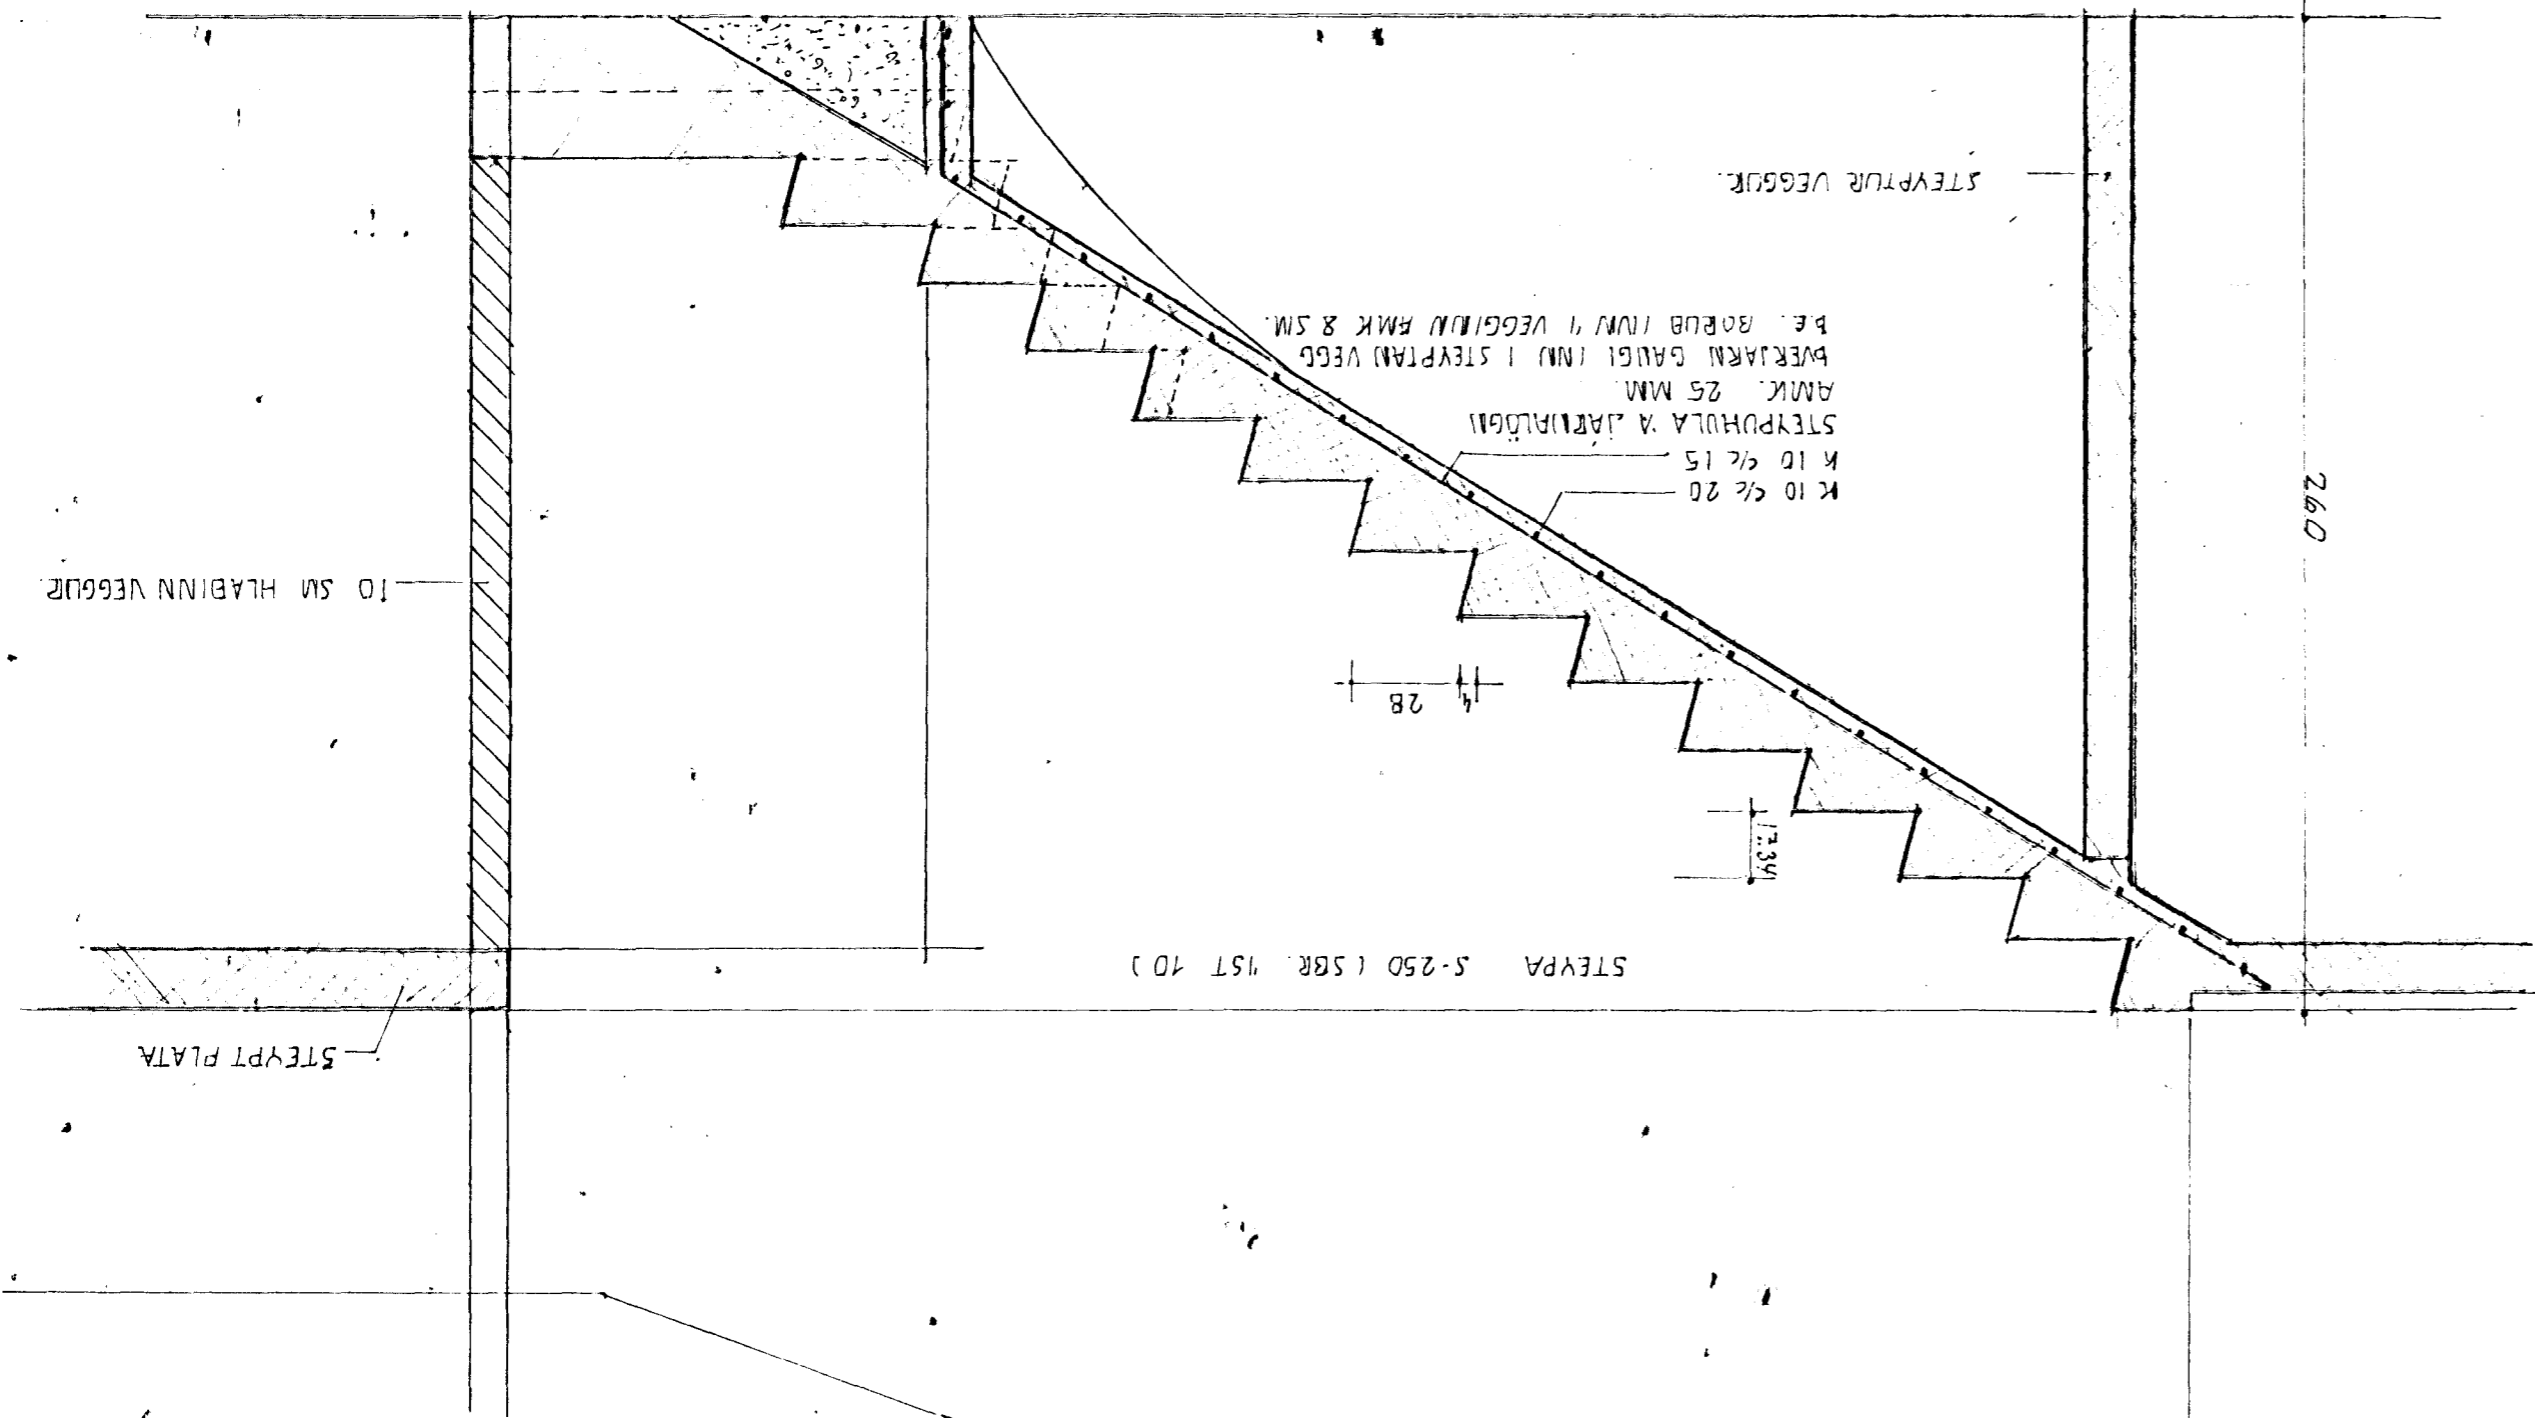 STEYPT PLATA
STEYPA S-250 (SBR. ÍST 10)
17.34
4 28
10 SM HLAÐINN VEGGUR.
260
K 10 c/c 20
K 10 c/c 15
STEYPUHULA Á JÁRNALÖGN
AMK. 25 MM.
ÞVERJÁRN GANGI INN Í STEYPTAN VEGG
Þ.E. BORUÐ INN Í VEGGINN AMK 8 SM.
STEYPTUR VEGGUR.